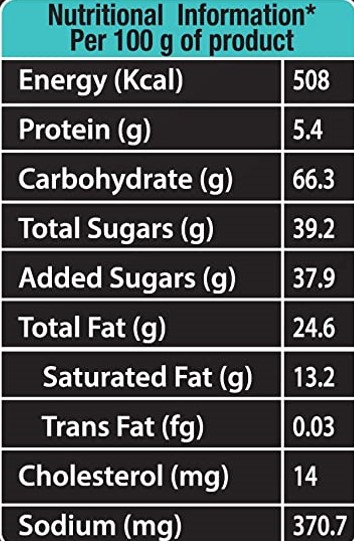 Nutritional Information*
Per 100 g of product
Energy (Kcal) 508
Protein (g) 5.4
Carbohydrate (g) 66.3
Total Sugars (g) 39.2
Added Sugars (g) 37.9
Total Fat (g) 24.6
Saturated Fat (g) 13.2
Trans Fat (fg) 0.03
Cholesterol (mg) 14
Sodium (mg) 370.7